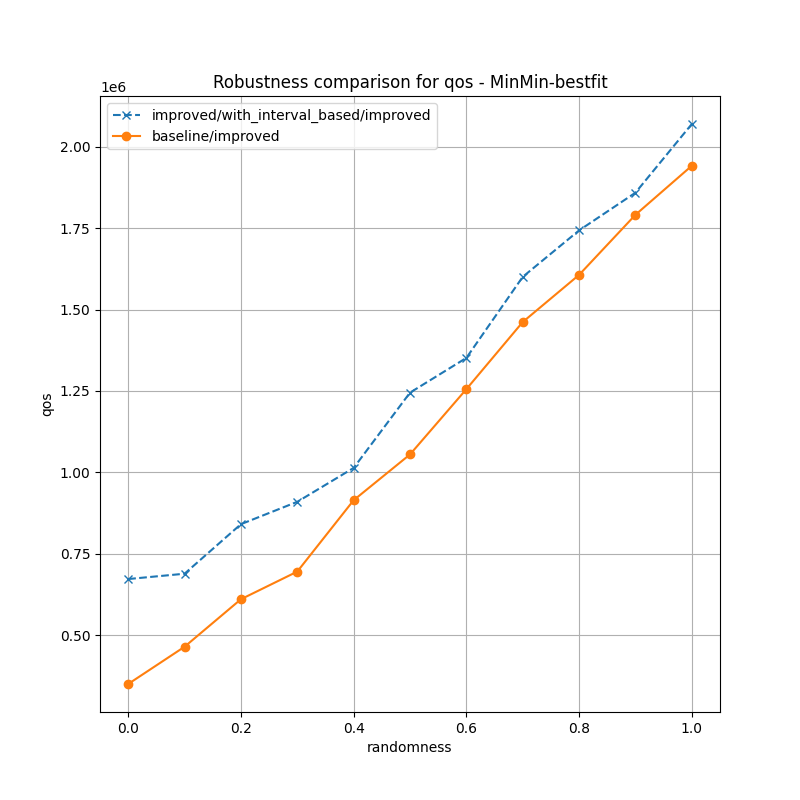 Robustness comparison for qos - MinMin-bestfit
1e6
improved/with_interval_based/improved
baseline/improved
2.00
1.75
1.50
1.25
1.00
0.75
0.50
qos
0.0 0.2 0.4 0.6 0.8 1.0
randomness